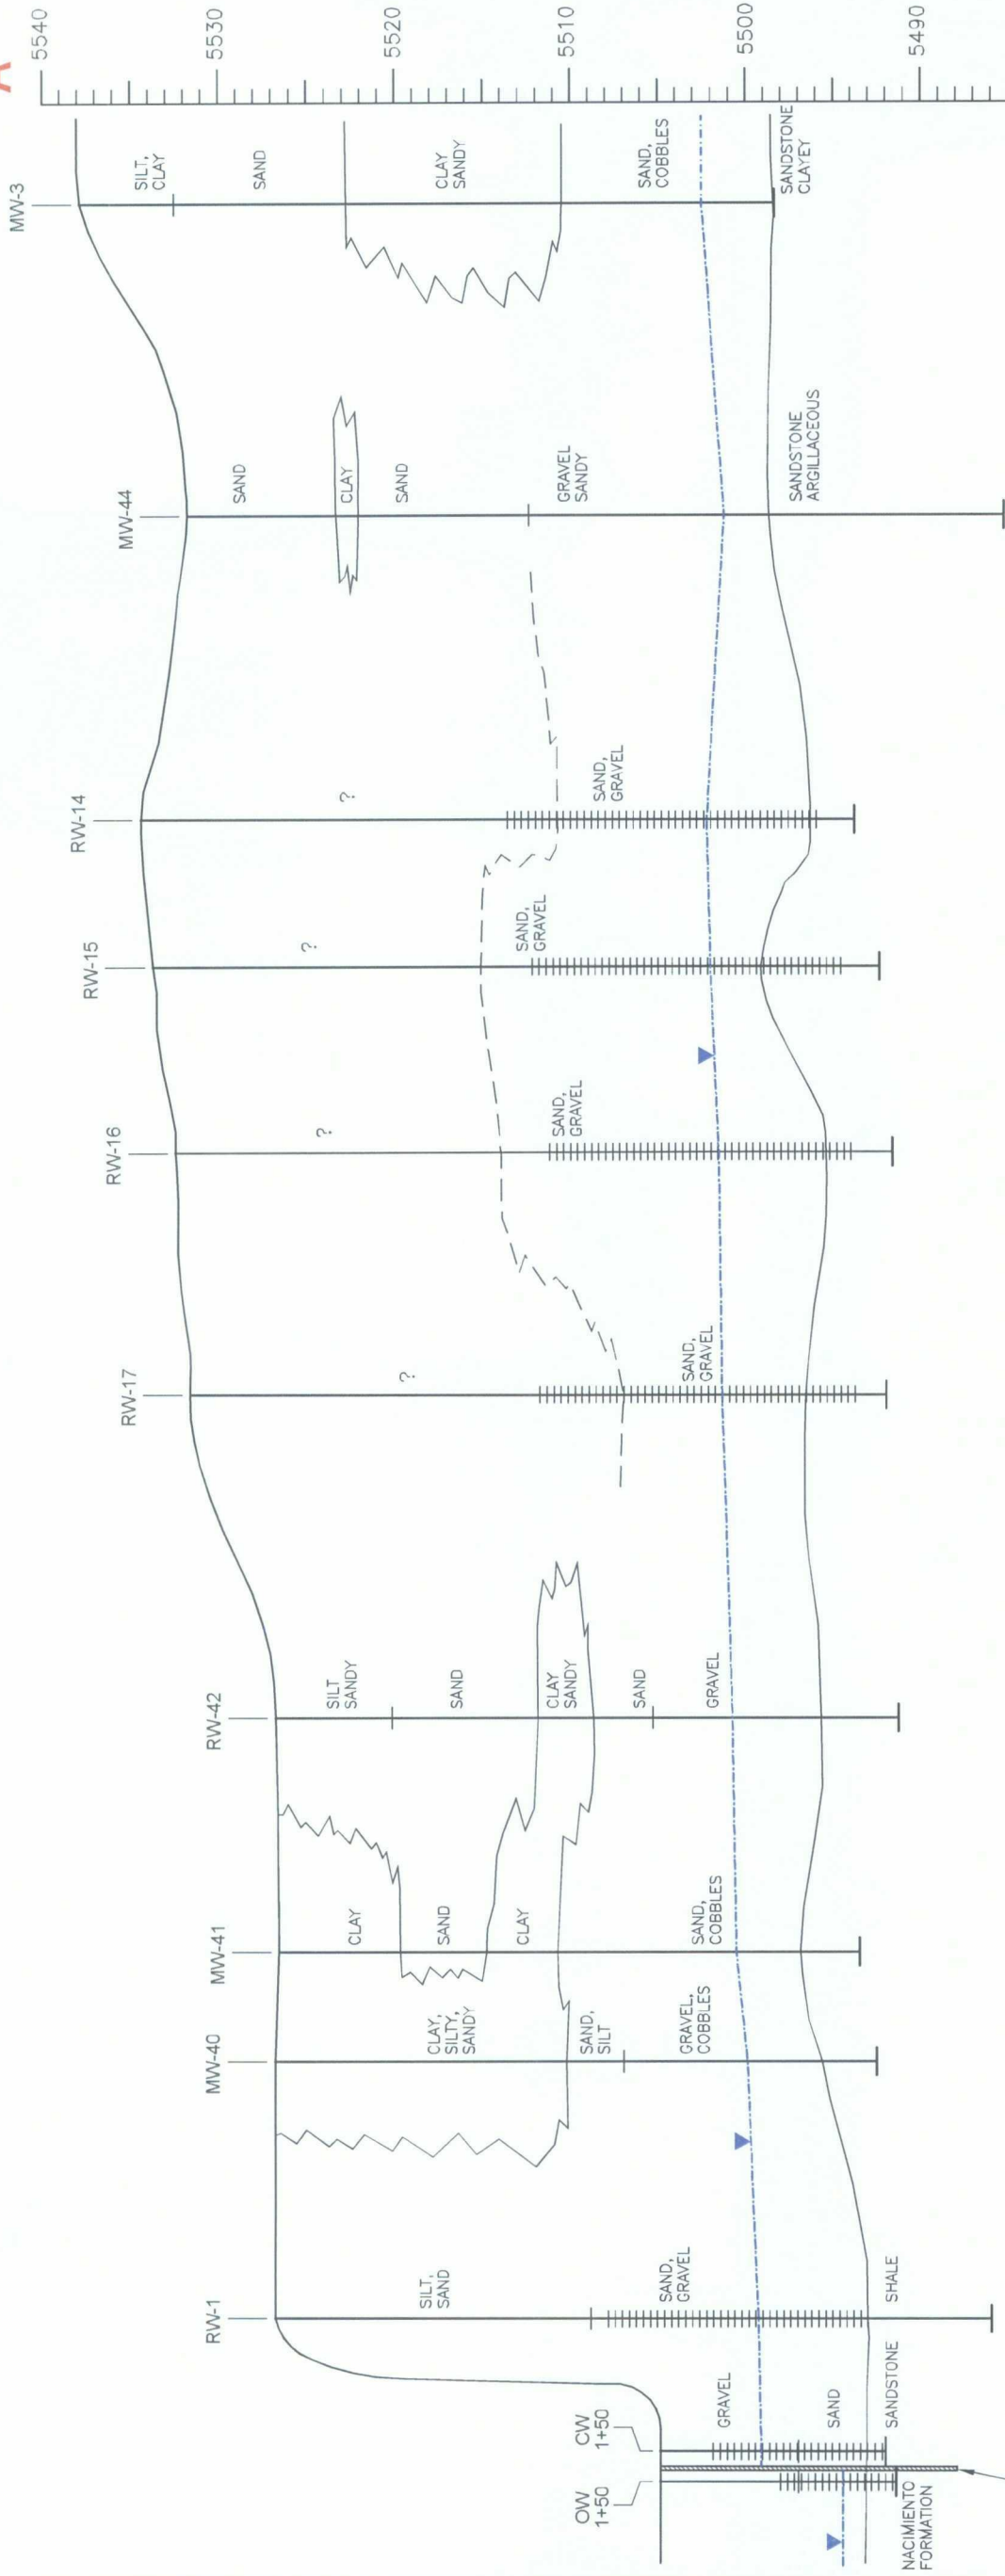 A
5540
5530
5520
5510
5500
5490
MW-3
SILT,
CLAY
SAND
CLAY
SANDY
SAND,
COBBLES
SANDSTONE
CLAYEY
MW-44
SAND
CLAY
SAND
GRAVEL
SANDY
SANDSTONE
ARGILLACEOUS
RW-14
?
SAND,
GRAVEL
RW-15
?
SAND,
GRAVEL
RW-16
?
SAND,
GRAVEL
RW-17
?
SAND,
GRAVEL
RW-42
SILT
SANDY
SAND
CLAY
SANDY
SAND
GRAVEL
MW-41
CLAY
SAND
CLAY
SAND,
COBBLES
MW-40
CLAY,
SILTY,
SANDY
SAND,
SILT
GRAVEL,
COBBLES
RW-1
SILT,
SAND
SAND,
GRAVEL
SHALE
CW
1+50
GRAVEL
SAND
SANDSTONE
OW
1+50
NACIMIENTO
FORMATION